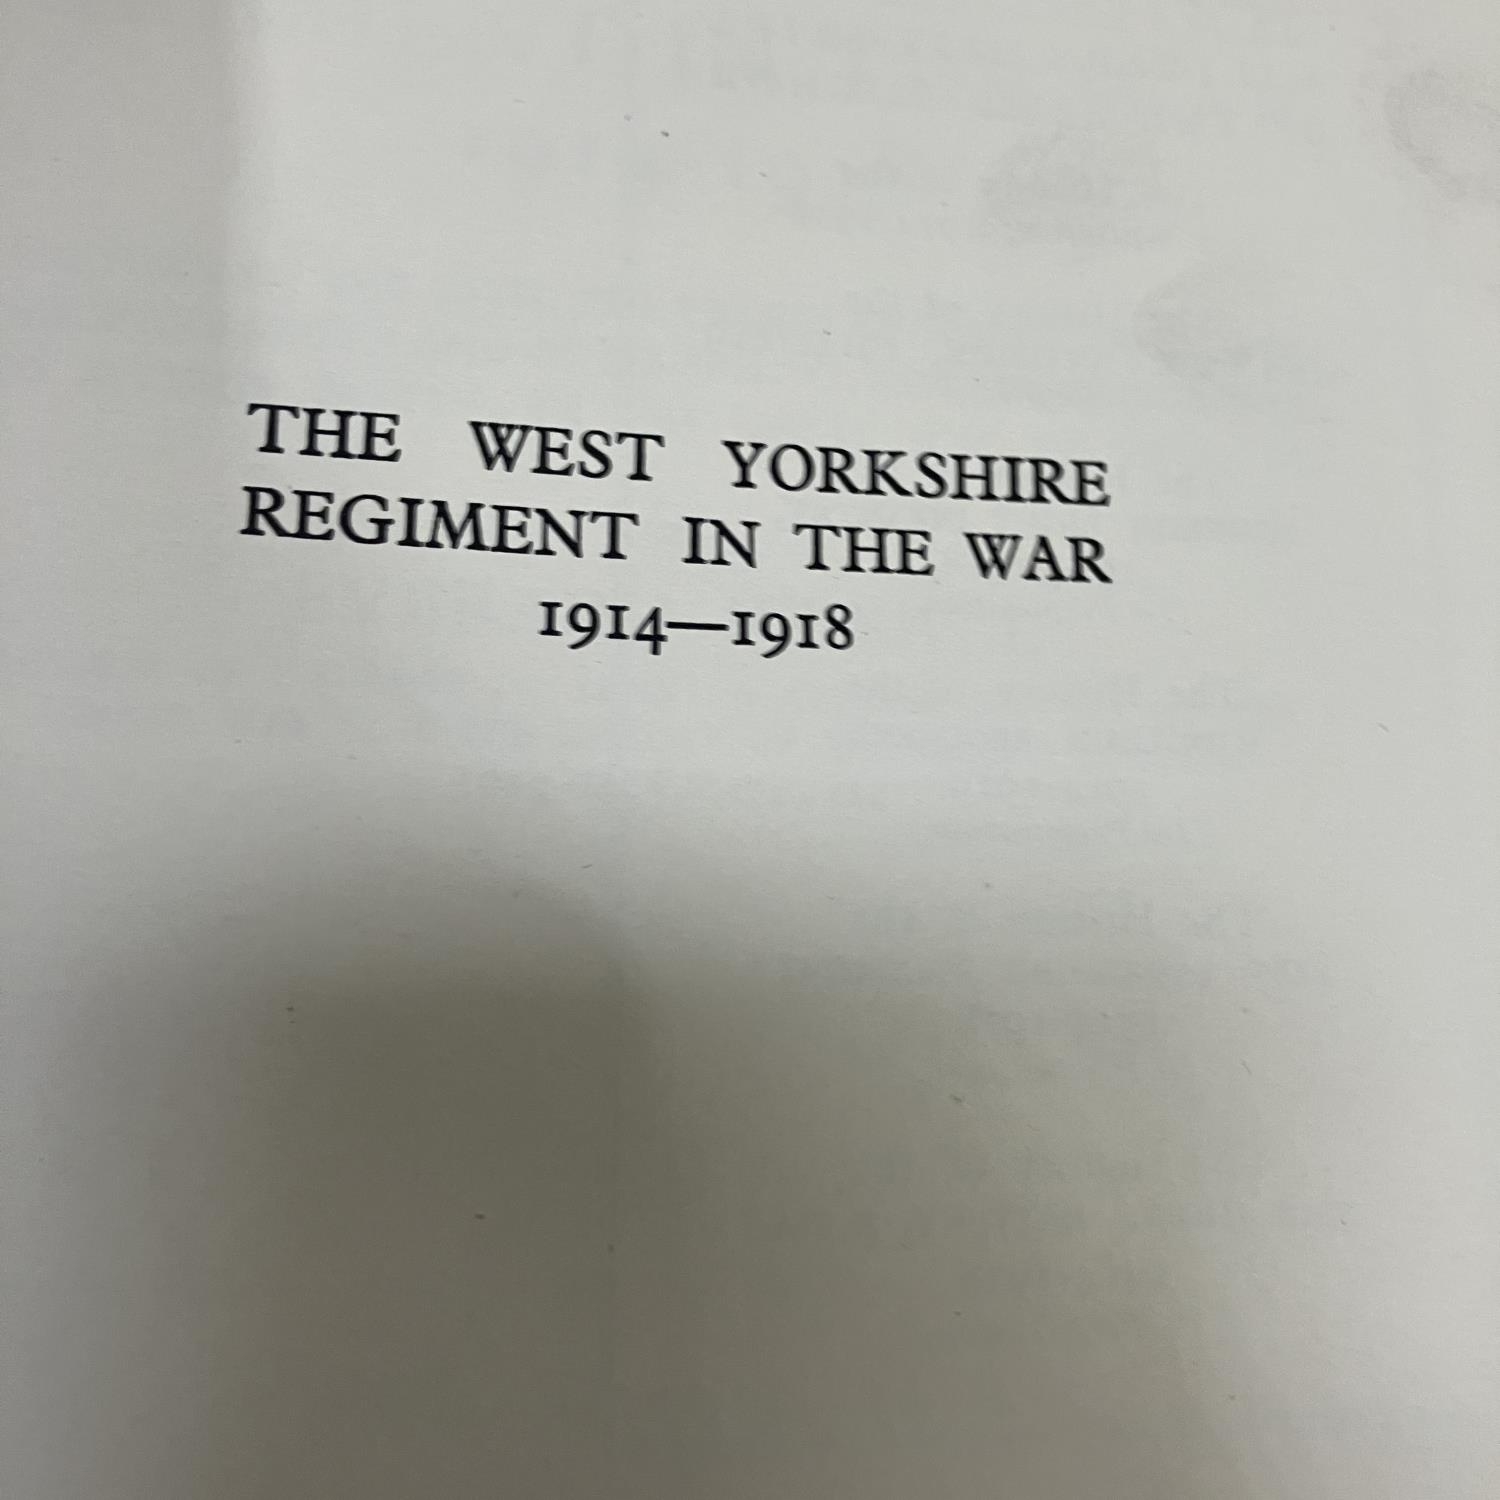 THE WEST YORKSHIRE
REGIMENT IN THE WAR
1914—1918